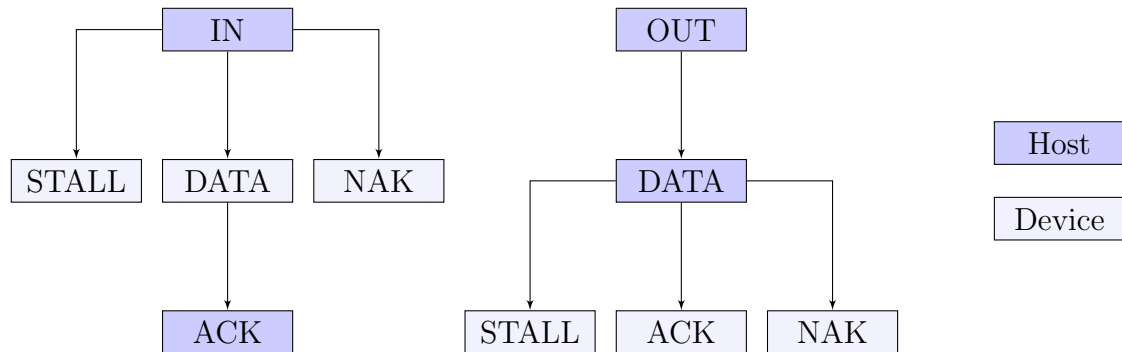 IN
STALL
DATA
NAK
ACK
OUT
DATA
STALL
ACK
NAK
Host
Device